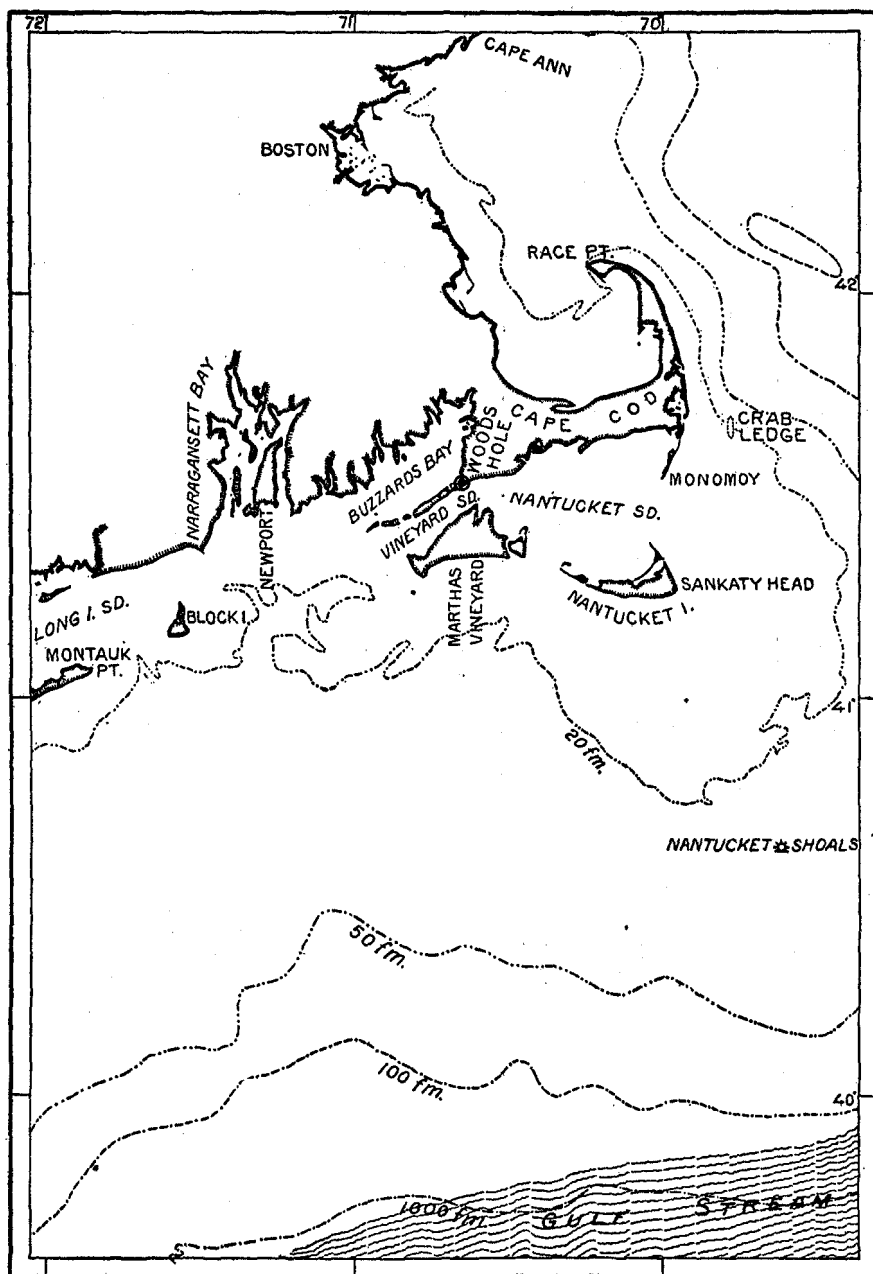 72
71
70
CAPE ANN
BOSTON
RACE PT.
42
NARRAGANSETT BAY
BUZZARDS BAY
WOODS
HOLE
CAPE COD
CRAB
LEDGE
MONOMOY
VINEYARD SD.
NANTUCKET SD.
NEWPORT
LONG I. SD.
BLOCK I.
MARTHAS
VINEYARD
SANKATY HEAD
NANTUCKET I.
MONTAUK
PT.
41
20 fm.
NANTUCKET SHOALS
50 fm.
100 fm.
40
1000 fm.
GULF STREAM